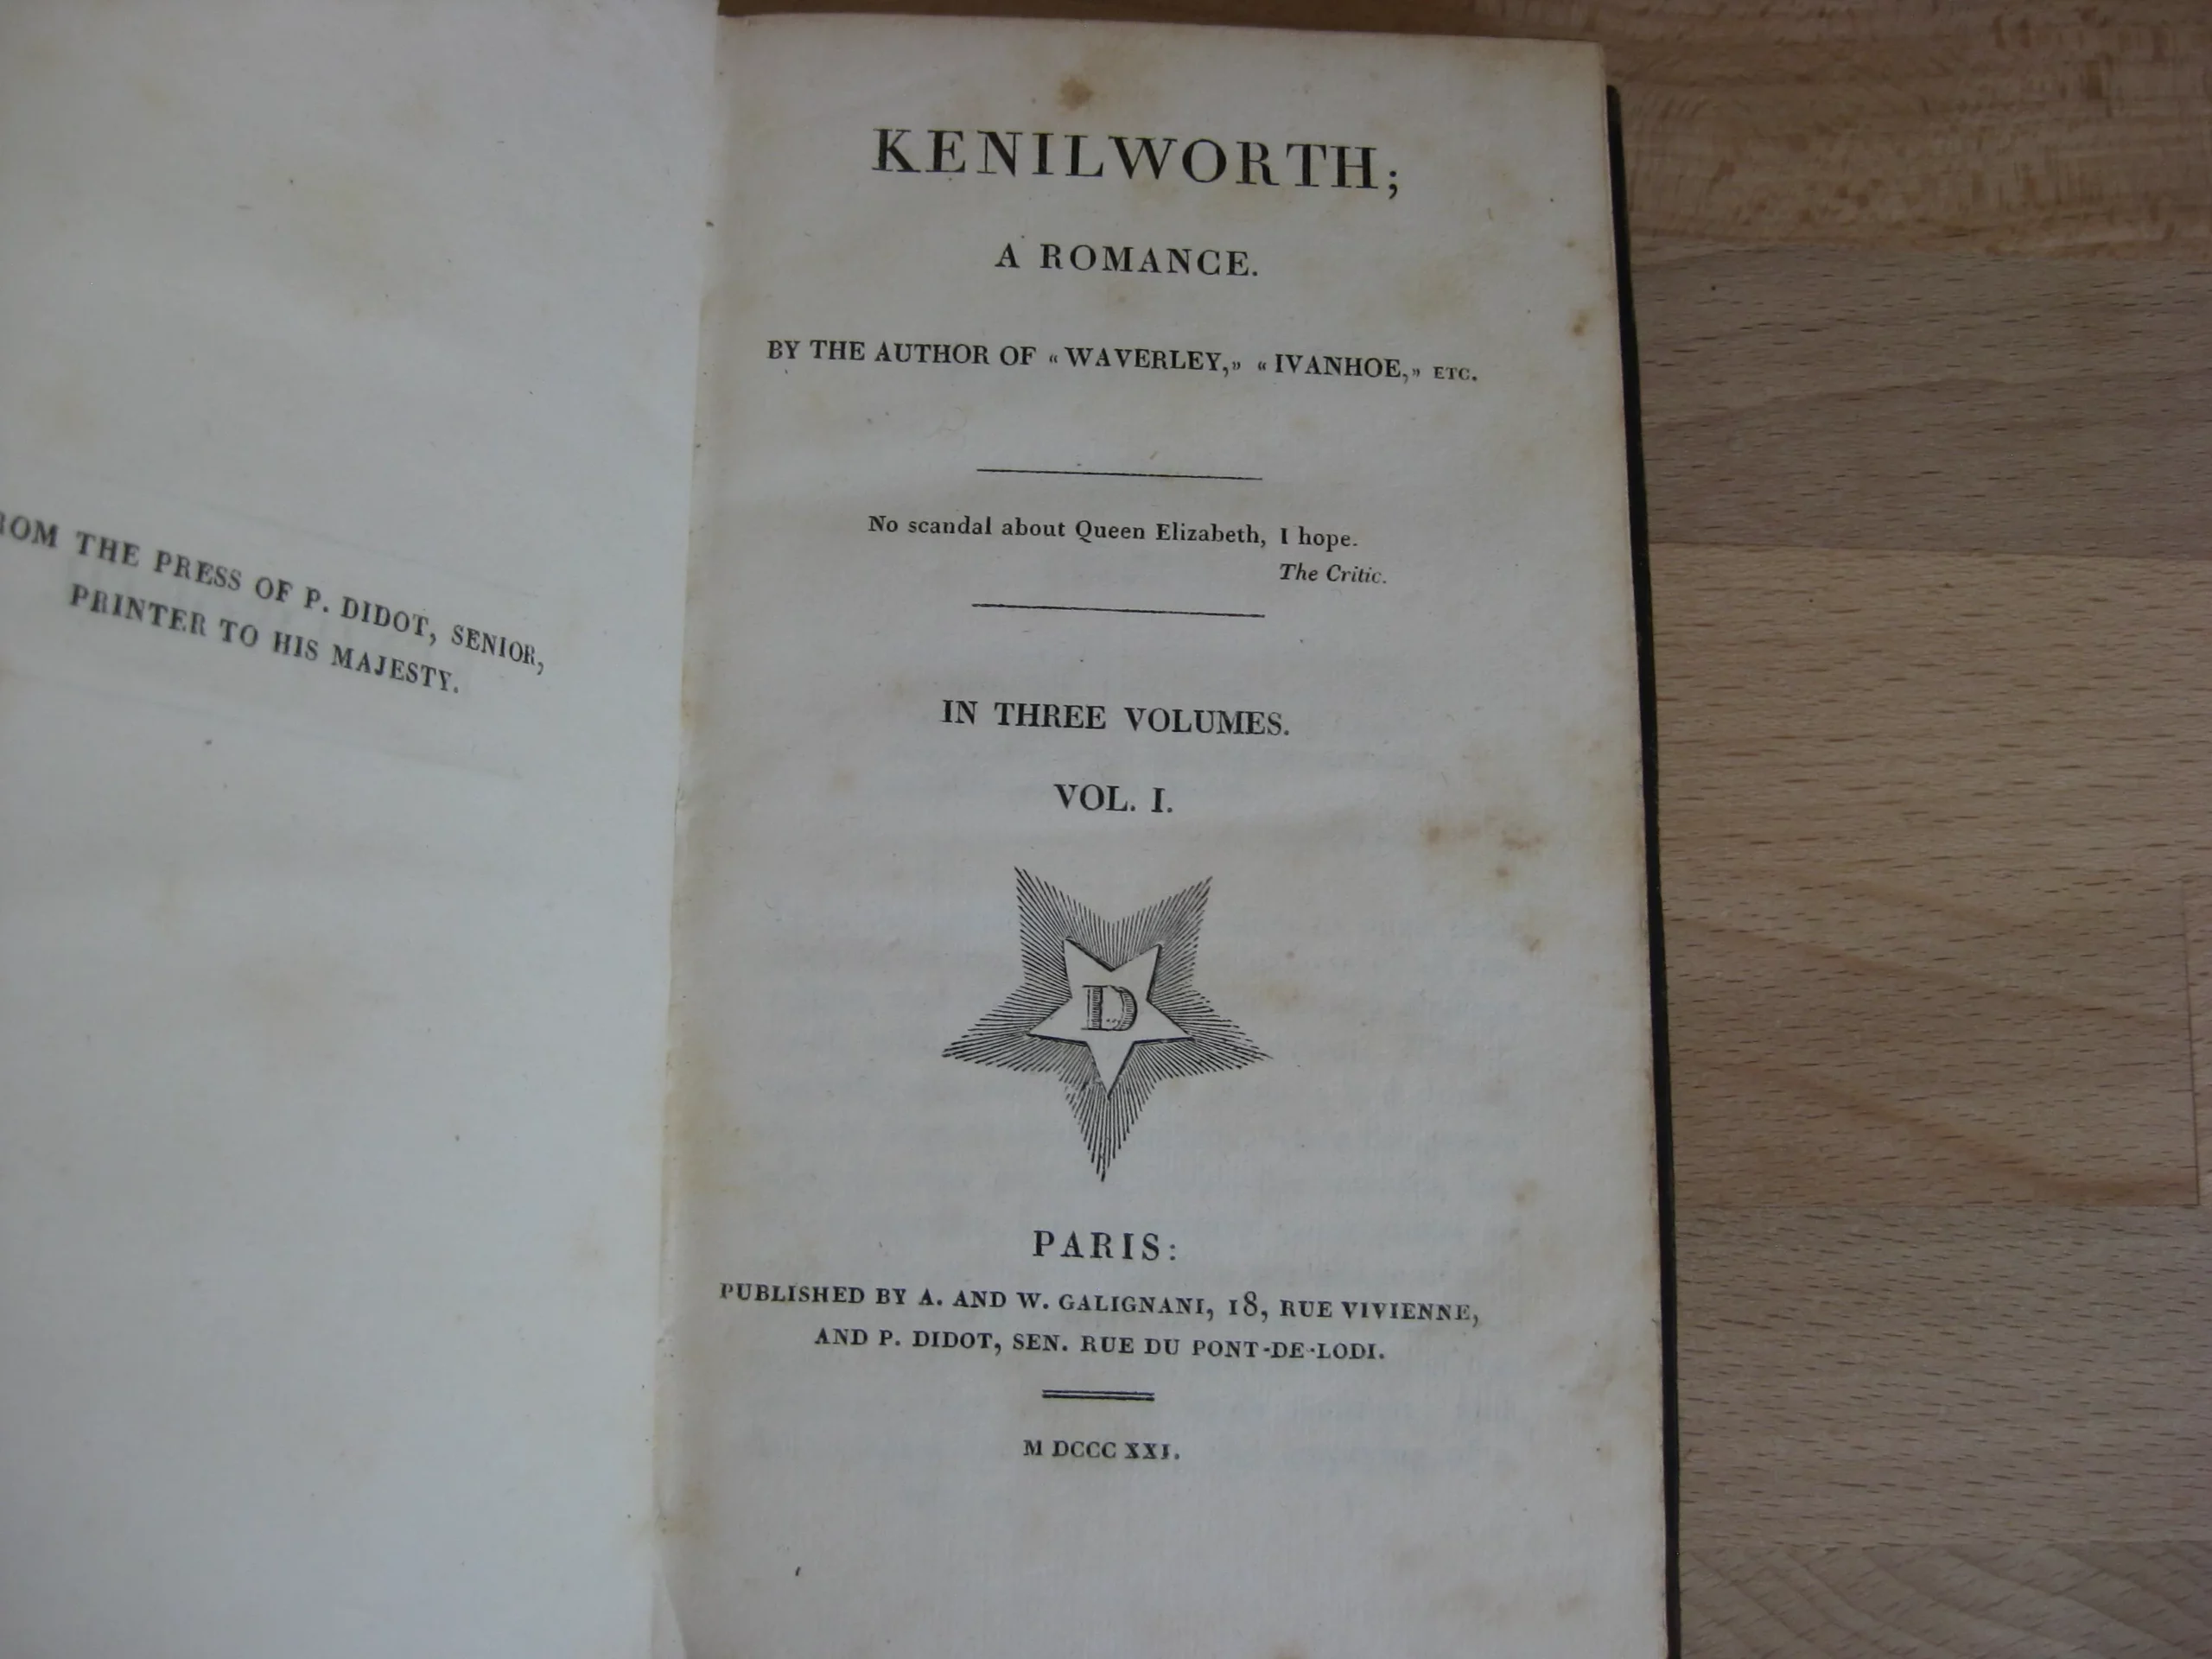 THE PRESS OF P. DIDOT, SENIOR,
PRINTER TO HIS MAJESTY.
KENILWORTH;
A ROMANCE.
BY THE AUTHOR OF « WAVERLEY,» « IVANHOE,» ETC.
No scandal about Queen Elizabeth, I hope.
The Critic.
IN THREE VOLUMES.
VOL. I.
D
PARIS:
PUBLISHED BY A. AND W. GALIGNANI, 18, RUE VIVIENNE,
AND P. DIDOT, SEN. RUE DU PONT-DE-LODI.
M DCCC XXI.